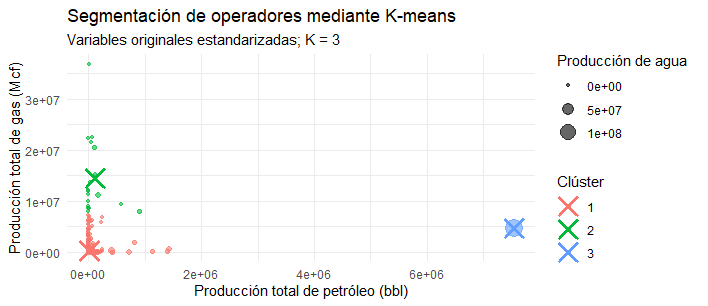 Segmentación de operadores mediante K-means
Variables originales estandarizadas; K = 3
Producción total de gas (Mcf)
3e+07
2e+07
1e+07
0e+00
0e+00 2e+06 4e+06 6e+06
Producción total de petróleo (bbl)
Producción de agua
0e+00
5e+07
1e+08
Clúster
1
2
3